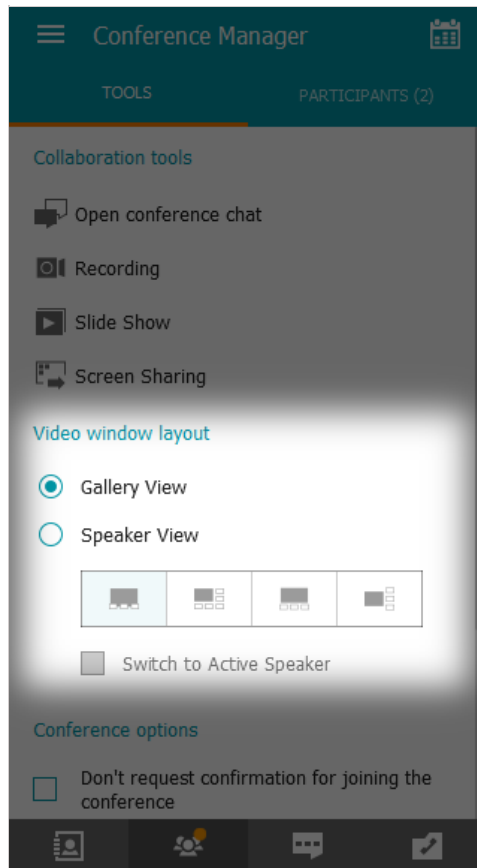 Conference Manager
TOOLS
PARTICIPANTS (2)
Collaboration tools
Open conference chat
Recording
Slide Show
Screen Sharing
Video window layout
Gallery View
Speaker View
Switch to Active Speaker
Conference options
Don't request confirmation for joining the
conference